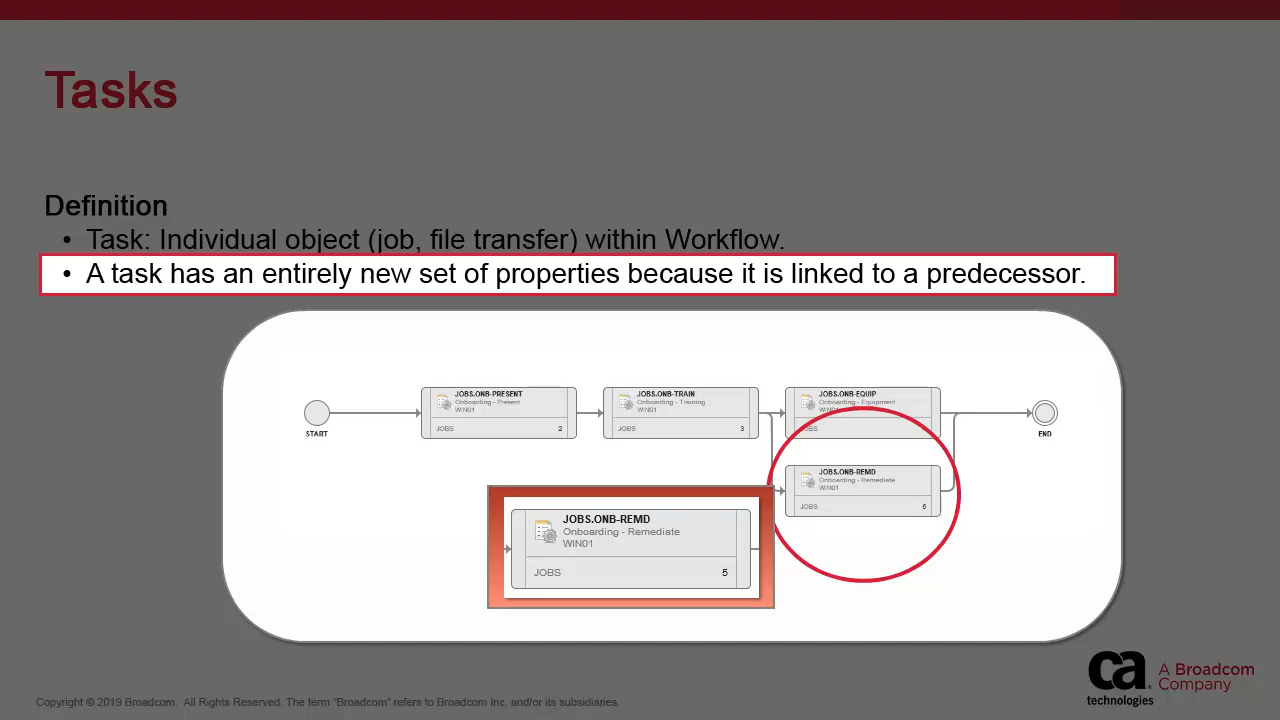 Tasks
Definition
• Task: Individual object (job, file transfer) within Workflow.
• A task has an entirely new set of properties because it is linked to a predecessor.
START
JOBS.ONB-PRESENT
Onboarding - Present
WIN01
JOBS 2
JOBS.ONB-TRAIN
Onboarding - Training
WIN01
JOBS 3
JOBS.ONB-EQUIP
Onboarding - Equipment
WIN01
JOBS
END
JOBS.ONB-REMD
Onboarding - Remediate
WIN01
JOBS 5
JOBS.ONB-REMD
Onboarding - Remediate
WIN01
JOBS 5
ca
technologies
A Broadcom
Company
Copyright © 2019 Broadcom. All Rights Reserved. The term "Broadcom" refers to Broadcom Inc. and/or its subsidiaries.